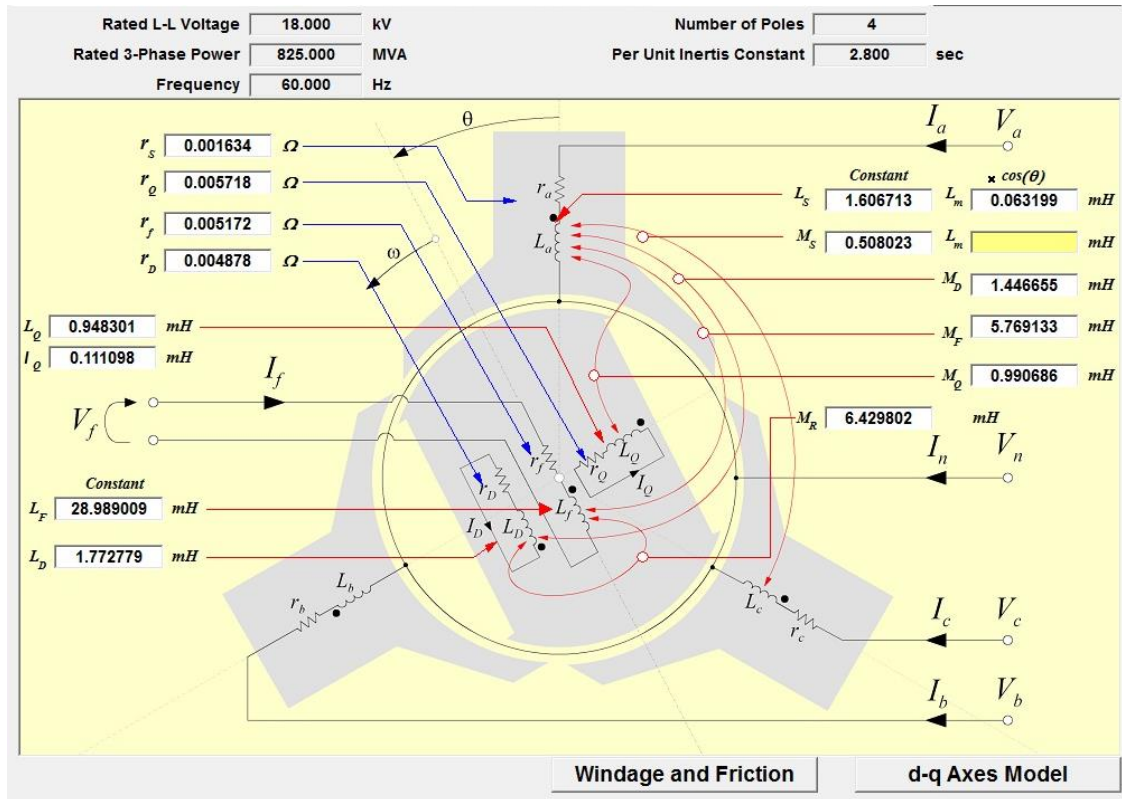 Rated L-L Voltage 18.000 kV Number of Poles 4
Rated 3-Phase Power 825.000 MVA Per Unit Inertis Constant 2.800 sec
Frequency 60.000 Hz
θ
I_a V_a
r_S 0.001634 Ω
r_Q 0.005718 Ω
r_f 0.005172 Ω
r_D 0.004878 Ω
ω
r_a
L_a
Constant × cos(θ)
L_S 1.606713 L_m 0.063199 mH
M_S 0.508023 L_m mH
M_D 1.446655 mH
M_F 5.769133 mH
M_Q 0.990686 mH
M_R 6.429802 mH
L_Q 0.948301 mH
l_Q 0.111098 mH
I_f
V_f
I_n V_n
r_f r_Q L_Q
I_Q
r_D
L_f
I_D L_D
Constant
L_F 28.989009 mH
L_D 1.772779 mH
L_b
r_b
L_c
r_c
I_c V_c
I_b V_b
Windage and Friction d-q Axes Model